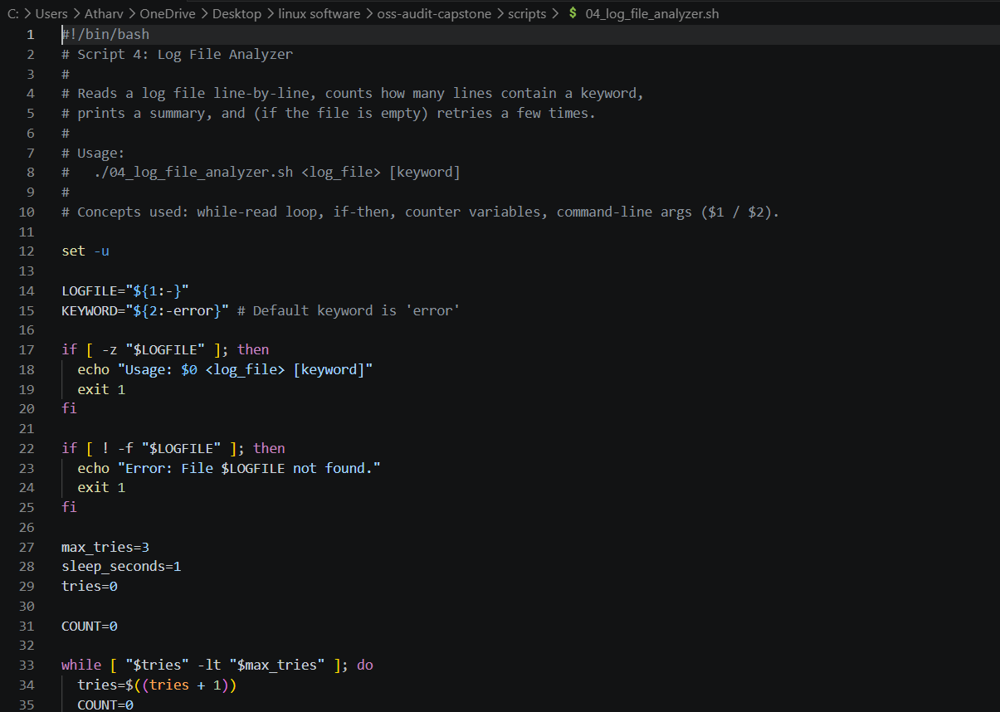 C: > Users > Atharv > OneDrive > Desktop > linux software > oss-audit-capstone > scripts > $ 04_log_file_analyzer.sh
1 #!/bin/bash
2 # Script 4: Log File Analyzer
3 #
4 # Reads a log file line-by-line, counts how many lines contain a keyword,
5 # prints a summary, and (if the file is empty) retries a few times.
6 #
7 # Usage:
8 #   ./04_log_file_analyzer.sh <log_file> [keyword]
9 #
10 # Concepts used: while-read loop, if-then, counter variables, command-line args ($1 / $2).
11
12 set -u
13
14 LOGFILE="${1:-}"
15 KEYWORD="${2:-error}" # Default keyword is 'error'
16
17 if [ -z "$LOGFILE" ]; then
18   echo "Usage: $0 <log_file> [keyword]"
19   exit 1
20 fi
21
22 if [ ! -f "$LOGFILE" ]; then
23   echo "Error: File $LOGFILE not found."
24   exit 1
25 fi
26
27 max_tries=3
28 sleep_seconds=1
29 tries=0
30
31 COUNT=0
32
33 while [ "$tries" -lt "$max_tries" ]; do
34   tries=$((tries + 1))
35   COUNT=0